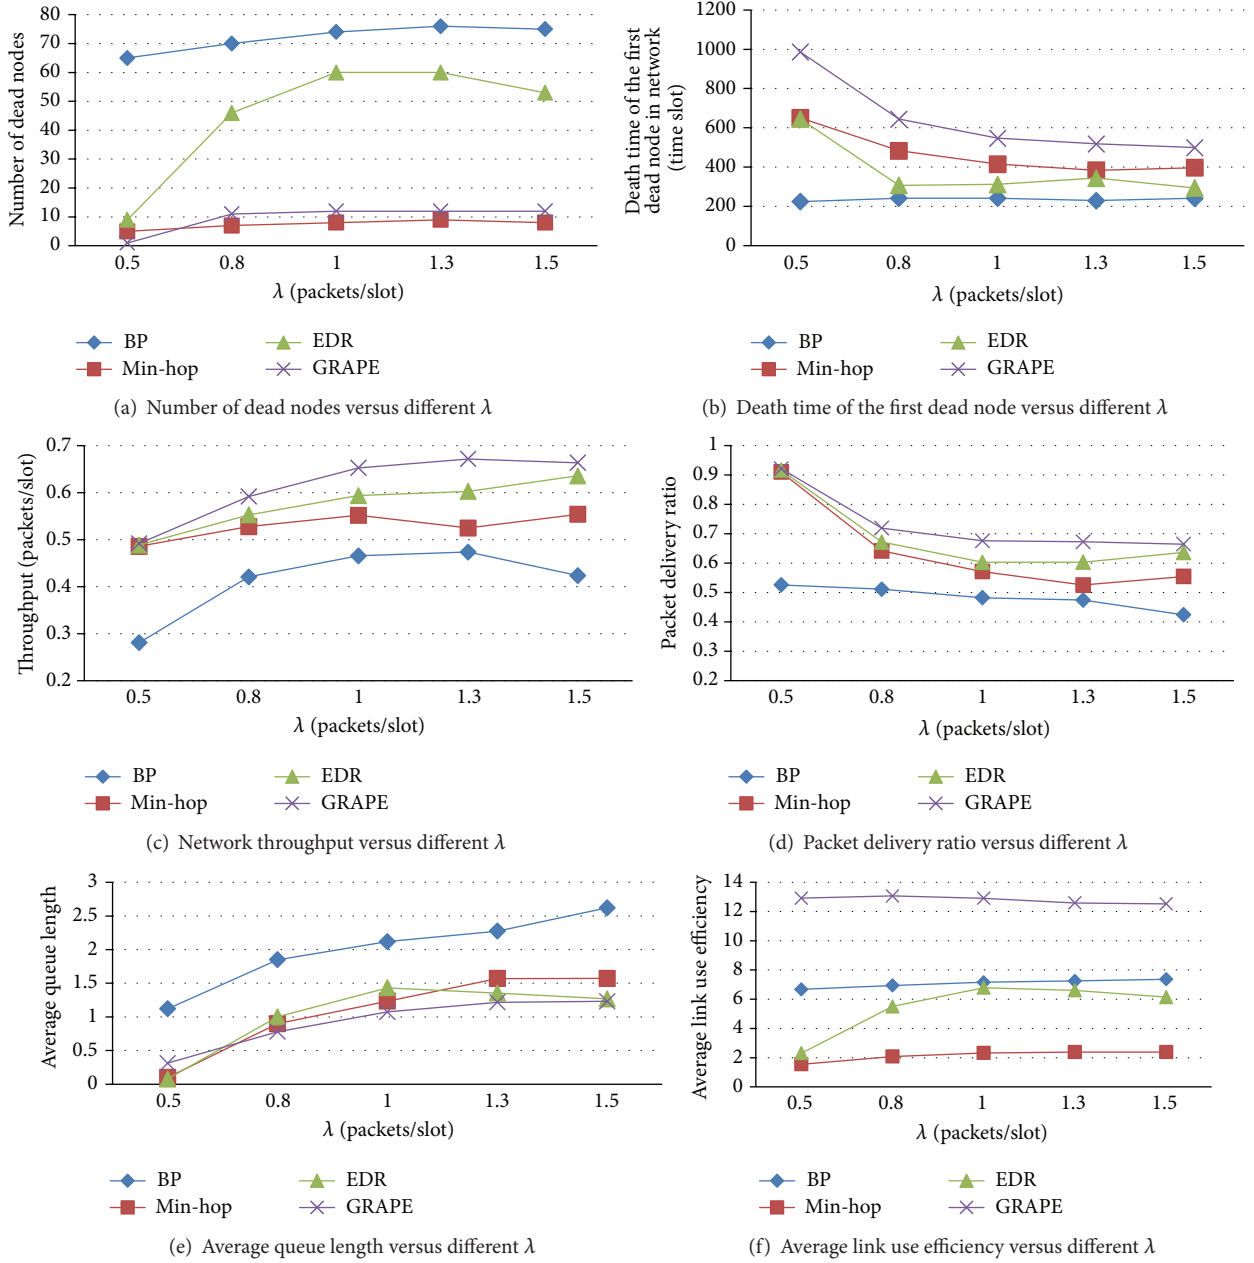 80
70
60
50
40
30
20
10
0
Number of dead nodes
0.5 0.8 1 1.3 1.5
λ (packets/slot)
BP
EDR
Min-hop
GRAPE
(a) Number of dead nodes versus different λ
1200
1000
800
600
400
200
0
Death time of the first
dead node in network
(time slot)
0.5 0.8 1 1.3 1.5
λ (packets/slot)
BP
EDR
Min-hop
GRAPE
(b) Death time of the first dead node versus different λ
0.7
0.6
0.5
0.4
0.3
0.2
Throughput (packets/slot)
0.5 0.8 1 1.3 1.5
λ (packets/slot)
BP
EDR
Min-hop
GRAPE
(c) Network throughput versus different λ
1
0.9
0.8
0.7
0.6
0.5
0.4
0.3
0.2
Packet delivery ratio
0.5 0.8 1 1.3 1.5
λ (packets/slot)
BP
EDR
Min-hop
GRAPE
(d) Packet delivery ratio versus different λ
3
2.5
2
1.5
1
0.5
0
Average queue length
0.5 0.8 1 1.3 1.5
λ (packets/slot)
BP
EDR
Min-hop
GRAPE
(e) Average queue length versus different λ
14
12
10
8
6
4
2
0
Average link use efficiency
0.5 0.8 1 1.3 1.5
λ (packets/slot)
BP
EDR
Min-hop
GRAPE
(f) Average link use efficiency versus different λ